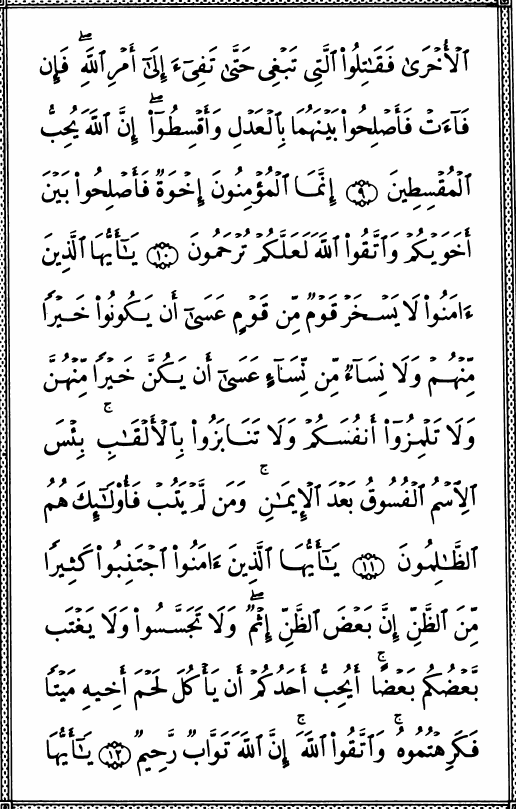 ٱلْأُخْرَىٰ فَقَٰتِلُوا۟ ٱلَّتِى تَبْغِى حَتَّىٰ تَفِىٓءَ إِلَىٰٓ أَمْرِ ٱللَّهِ ۖ فَإِن
فَآءَتْ فَأَصْلِحُوا۟ بَيْنَهُمَا بِٱلْعَدْلِ وَأَقْسِطُوٓا۟ ۖ إِنَّ ٱللَّهَ يُحِبُّ
ٱلْمُقْسِطِينَ ٩ إِنَّمَا ٱلْمُؤْمِنُونَ إِخْوَةٌ فَأَصْلِحُوا۟ بَيْنَ
أَخَوَيْكُمْ وَٱتَّقُوا۟ ٱللَّهَ لَعَلَّكُمْ تُرْحَمُونَ ١٠ يَٰٓأَيُّهَا ٱلَّذِينَ
ءَامَنُوا۟ لَا يَسْخَرْ قَوْمٌ مِّن قَوْمٍ عَسَىٰٓ أَن يَكُونُوا۟ خَيْرًا
مِّنْهُمْ وَلَا نِسَآءٌ مِّن نِّسَآءٍ عَسَىٰٓ أَن يَكُنَّ خَيْرًا مِّنْهُنَّ
وَلَا تَلْمِزُوٓا۟ أَنفُسَكُمْ وَلَا تَنَابَزُوا۟ بِٱلْأَلْقَٰبِ ۚ بِئْسَ
ٱلِٱسْمُ ٱلْفُسُوقُ بَعْدَ ٱلْإِيمَٰنِ ۚ وَمَن لَّمْ يَتُبْ فَأُو۟لَٰٓئِكَ هُمُ
ٱلظَّٰلِمُونَ ١١ يَٰٓأَيُّهَا ٱلَّذِينَ ءَامَنُوا۟ ٱجْتَنِبُوا۟ كَثِيرًا
مِّنَ ٱلظَّنِّ إِنَّ بَعْضَ ٱلظَّنِّ إِثْمٌ ۖ وَلَا تَجَسَّسُوا۟ وَلَا يَغْتَب
بَّعْضُكُم بَعْضًا ۚ أَيُحِبُّ أَحَدُكُمْ أَن يَأْكُلَ لَحْمَ أَخِيهِ مَيْتًا
فَكَرِهْتُمُوهُ ۚ وَٱتَّقُوا۟ ٱللَّهَ ۚ إِنَّ ٱللَّهَ تَوَّابٌ رَّحِيمٌ ١٢ يَٰٓأَيُّهَا